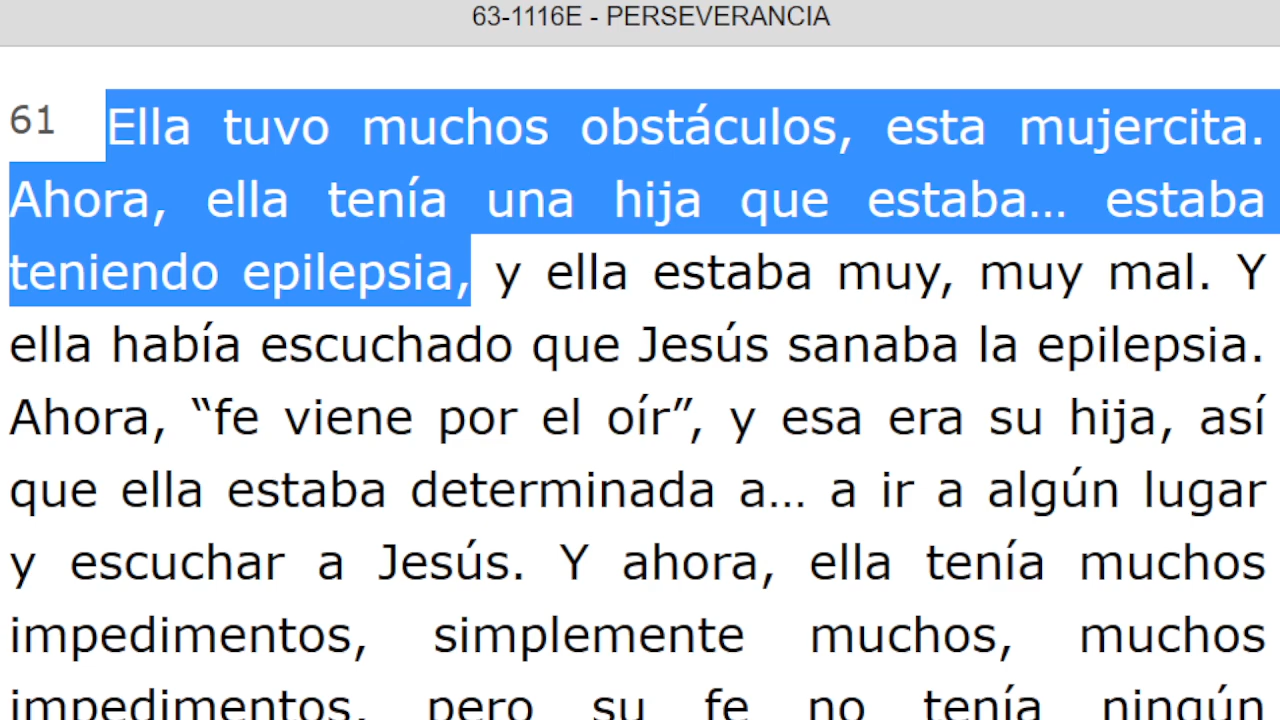 63-1116E - PERSEVERANCIA
61 Ella tuvo muchos obstáculos, esta mujercita.
Ahora, ella tenía una hija que estaba… estaba
teniendo epilepsia, y ella estaba muy, muy mal. Y
ella había escuchado que Jesús sanaba la epilepsia.
Ahora, “fe viene por el oír”, y esa era su hija, así
que ella estaba determinada a… a ir a algún lugar
y escuchar a Jesús. Y ahora, ella tenía muchos
impedimentos, simplemente muchos, muchos
impedimentos, pero su fe no tenía ningún